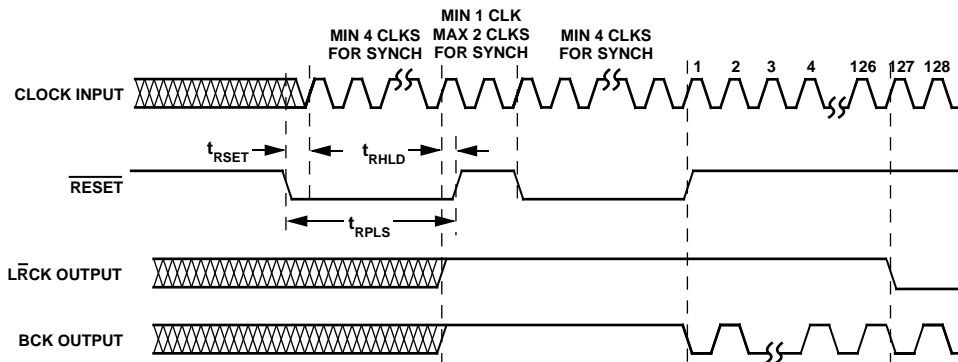 MIN 4 CLKS
FOR SYNCH
MIN 1 CLK
MAX 2 CLKS
FOR SYNCH
MIN 4 CLKS
FOR SYNCH
1 2 3 4 126 127 128
CLOCK INPUT
tRSET
tRHLD
RESET
tRPLS
LRCK OUTPUT
BCK OUTPUT